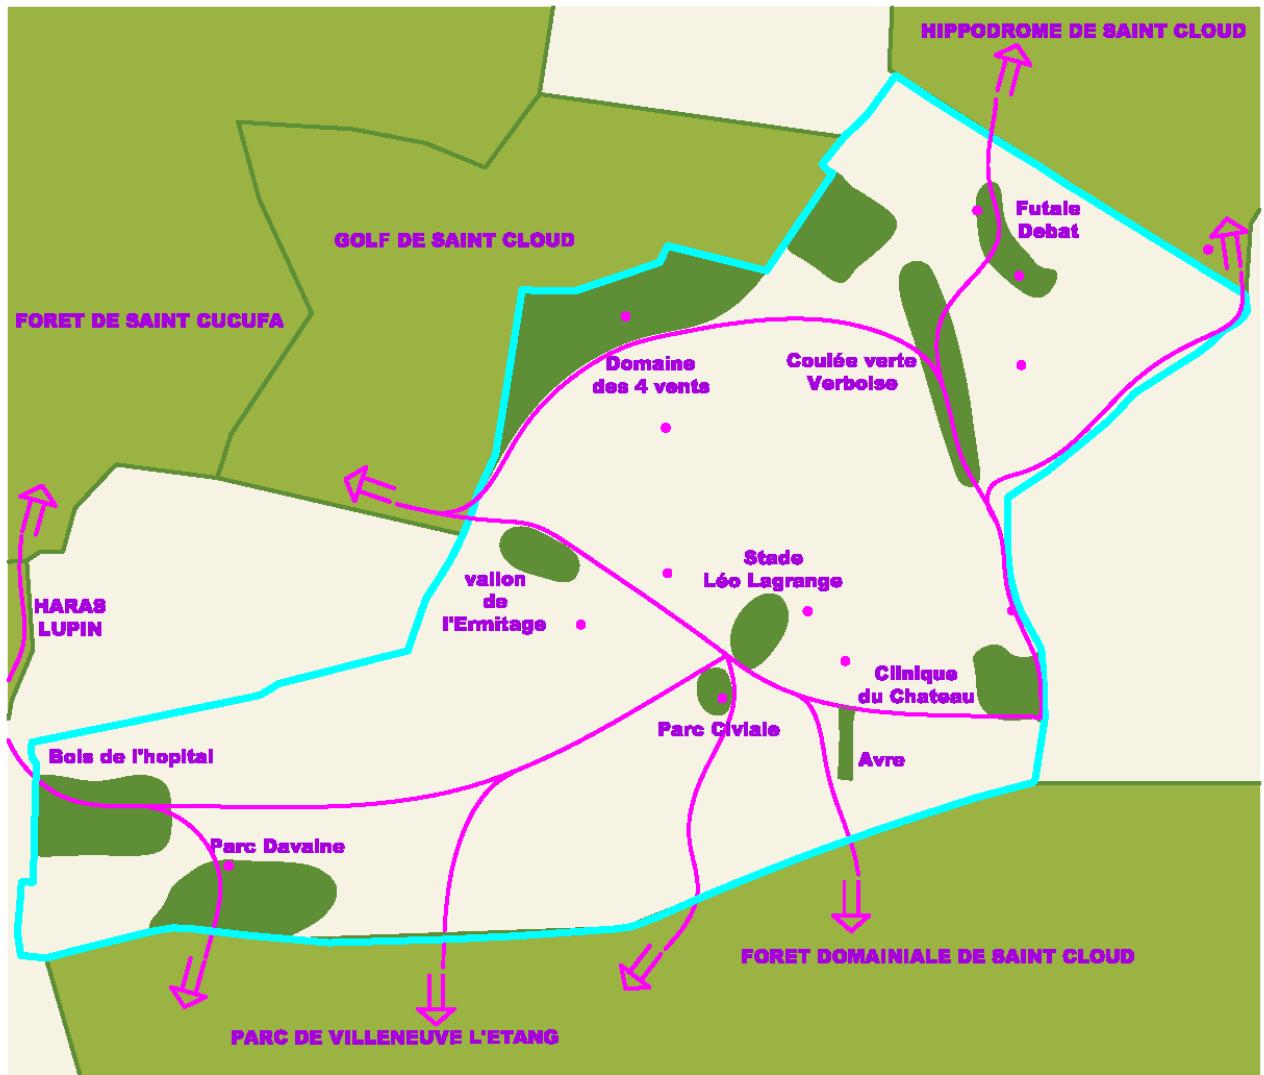 HIPPODROME DE SAINT CLOUD
Futaie
Debat
GOLF DE SAINT CLOUD
FORET DE SAINT CUCUFA
Domaine
des 4 vents
Coulée verte
Verboise
Stade
Léo Lagrange
vallon
de
l'Ermitage
HARAS
LUPIN
Clinique
du Chateau
Parc Civiale
Bois de l'hopital
Avre
Parc Davaine
FORET DOMAINIALE DE SAINT CLOUD
PARC DE VILLENEUVE L'ETANG